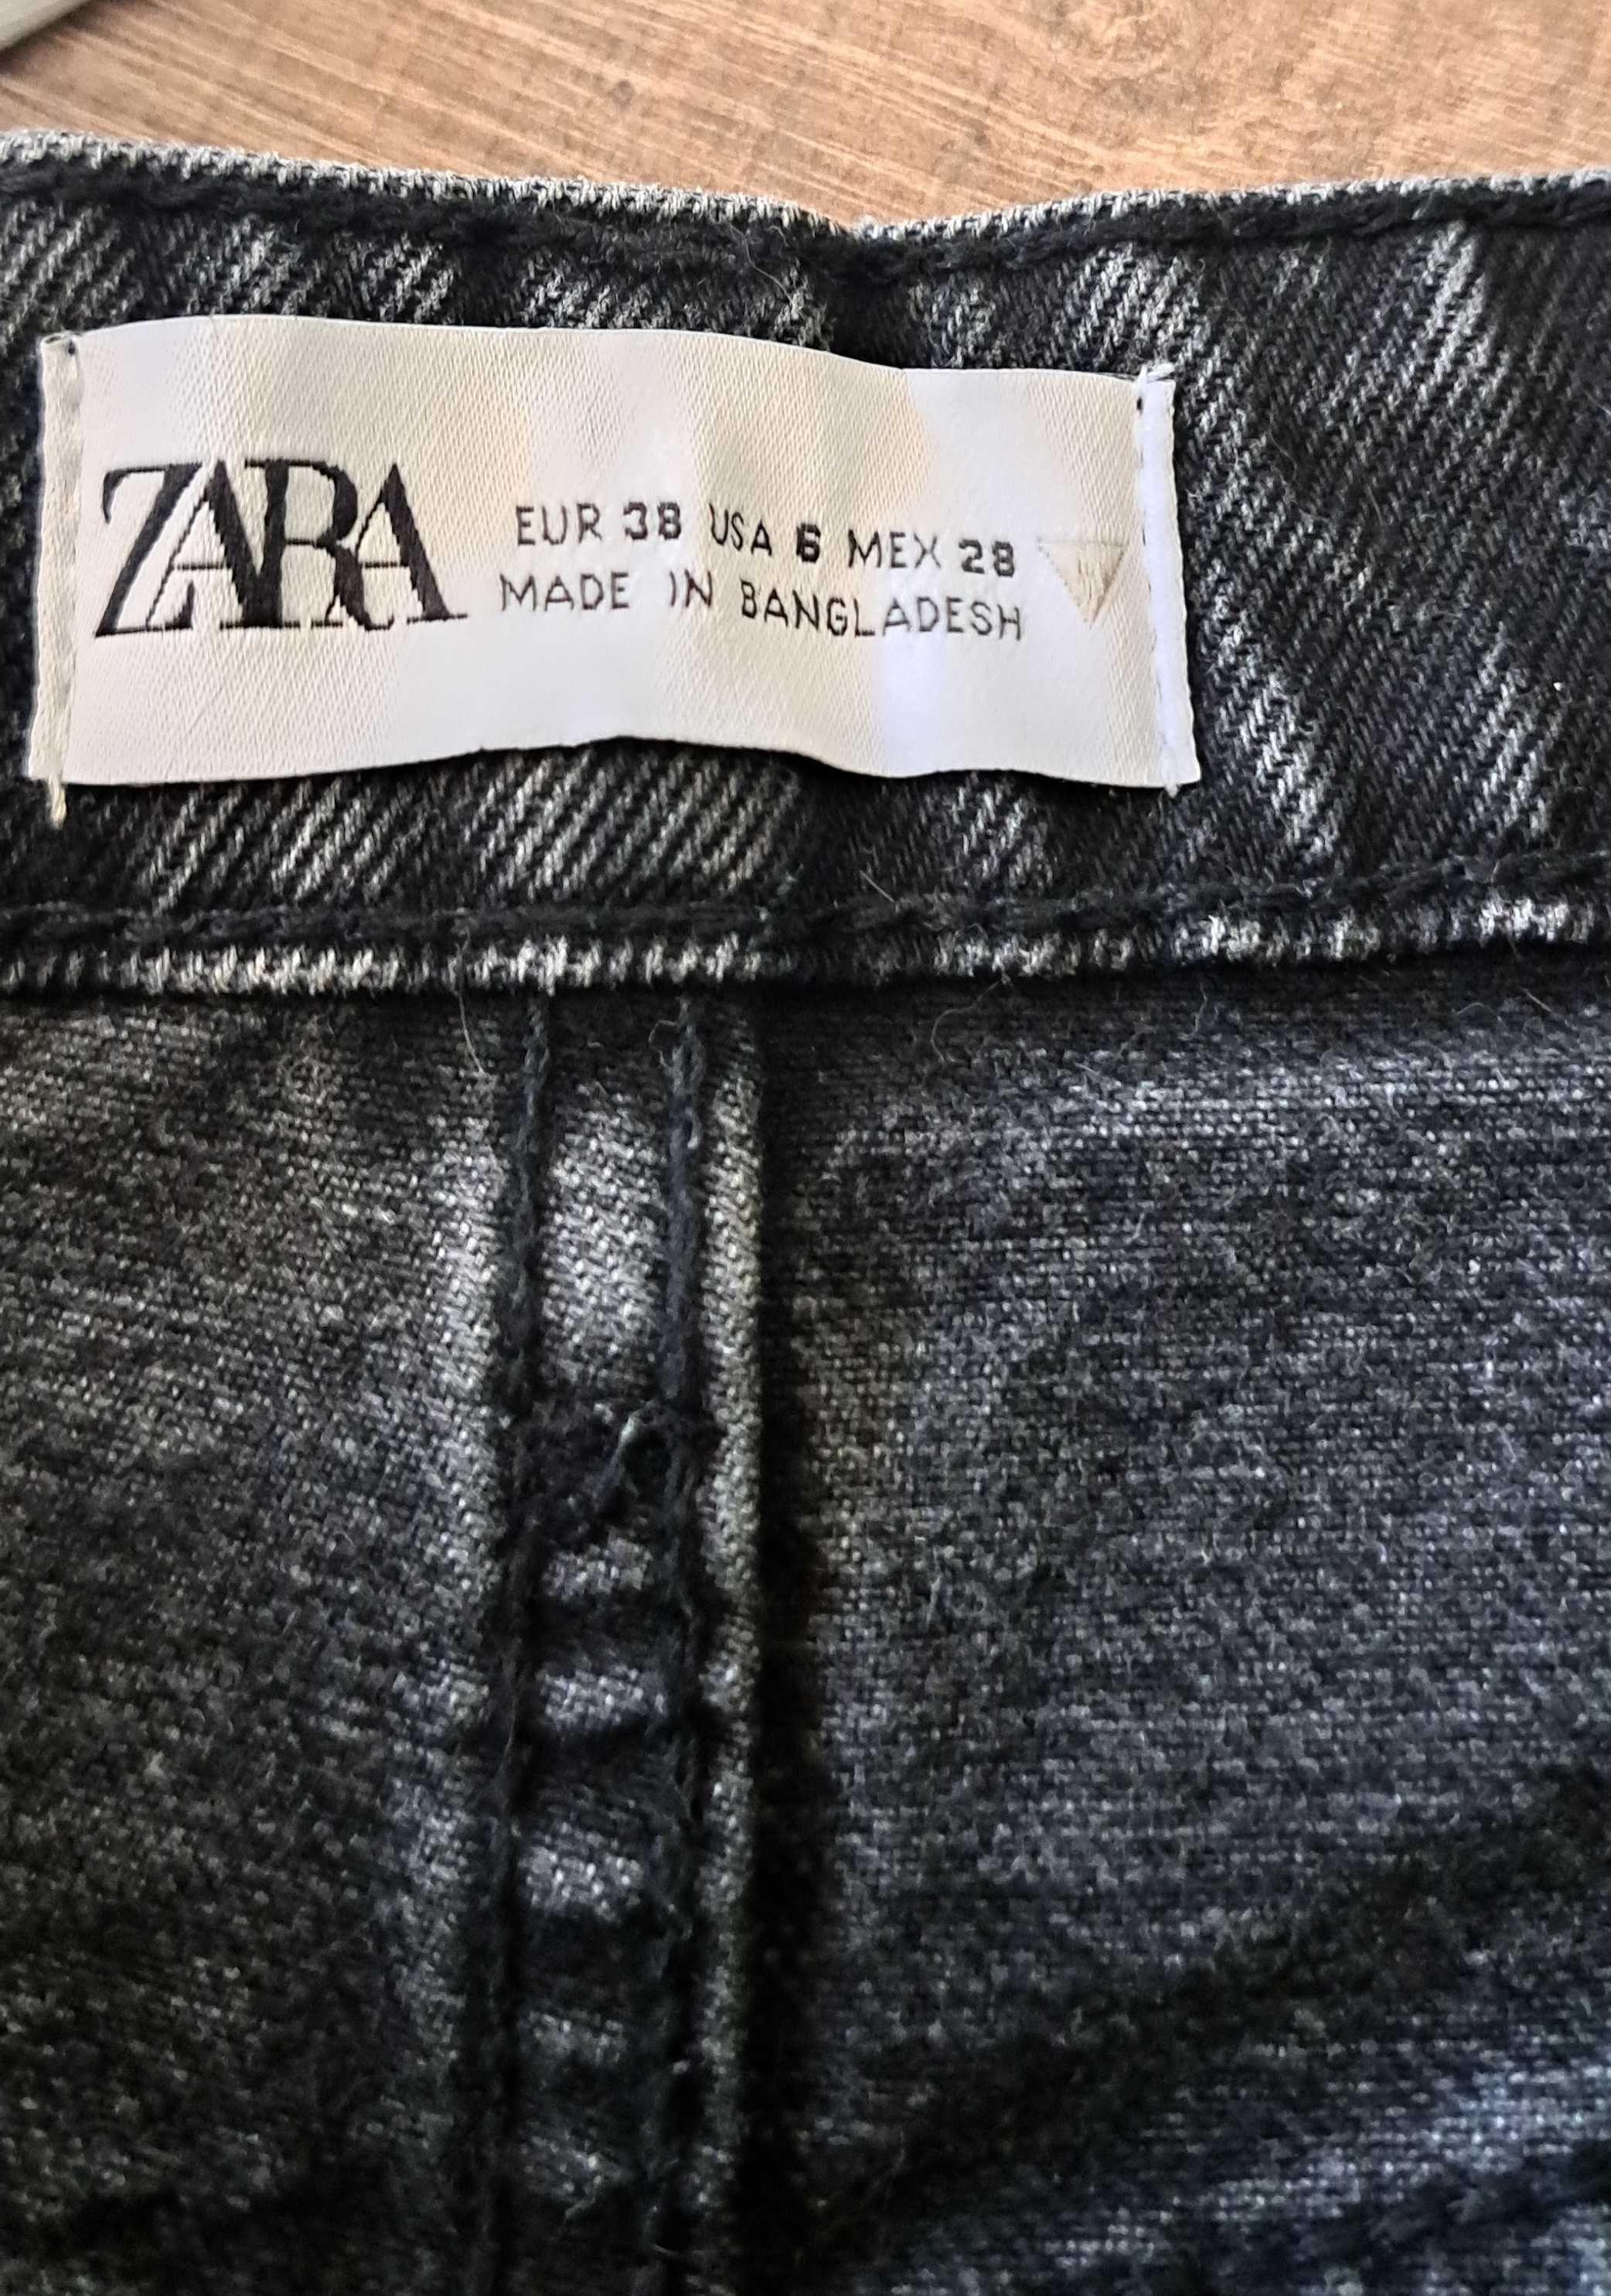 ZARA
EUR 38 USA 6 MEX 28
MADE IN BANGLADESH